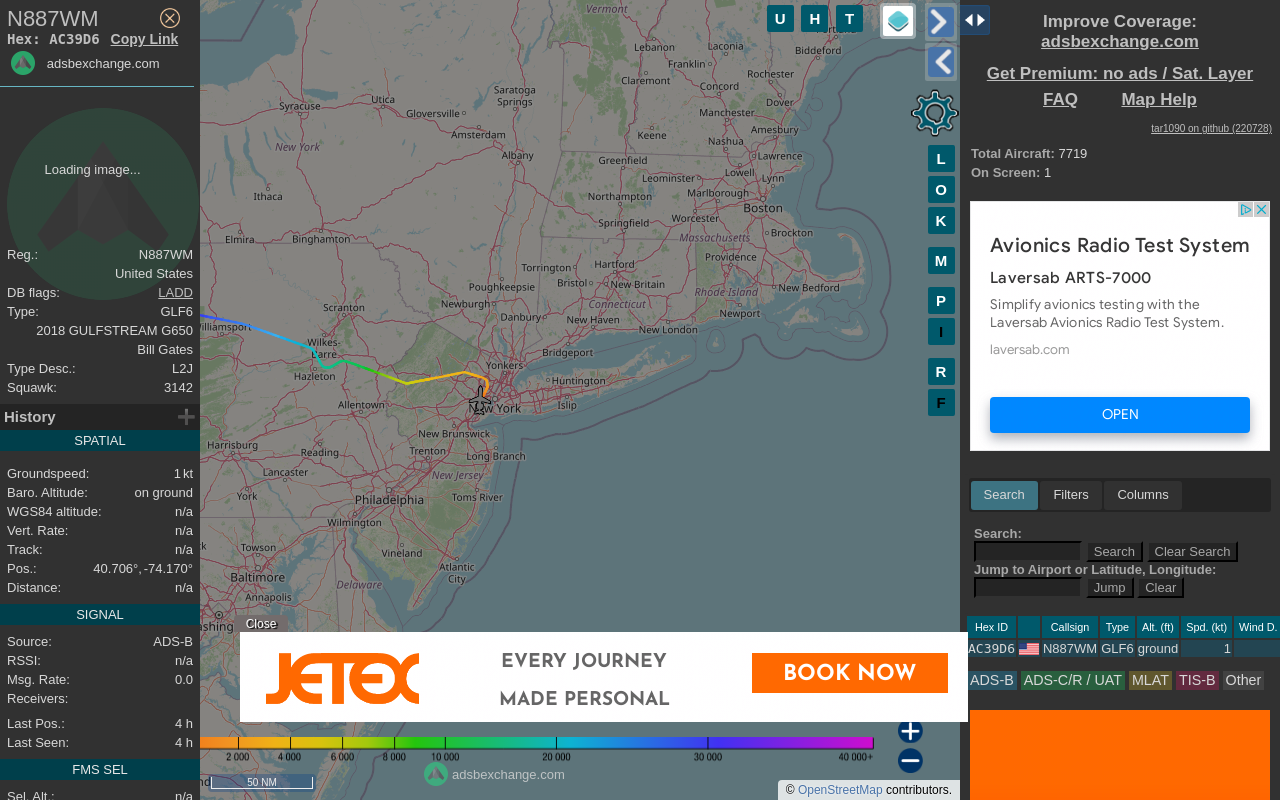 N887WM
Hex: AC39D6 Copy Link
adsbexchange.com
Loading image...
Reg.: N887WM
United States
DB flags: LADD
Type: GLF6
2018 GULFSTREAM G650
Bill Gates
Type Desc.: L2J
Squawk: 3142
History
SPATIAL
Groundspeed: 1 kt
Baro. Altitude: on ground
WGS84 altitude: n/a
Vert. Rate: n/a
Track: n/a
Pos.: 40.706°, -74.170°
Distance: n/a
SIGNAL
Source: ADS-B
RSSI: n/a
Msg. Rate: 0.0
Receivers:
Last Pos.: 4 h
Last Seen: 4 h
FMS SEL
Sel. Alt.: n/a
U H T
L
O
K
M
P
I
R
F
Vermont
Portland
Lebanon
Laconia
Biddeford
Franklin
Claremont
Rochester
Concord
Saratoga
Springs
Dover
Utica
Syracuse
Gloversville
Manchester
Amsterdam
Keene
Amesbury
Nashua
New York
Albany
Greenfield
Lawrence
Leominster
Lowell
Lynn
Ithaca
Northampton
Marlborough
Boston
Springfield
Worcester
Brockton
Elmira
Binghamton
Massachusetts
Providence
Torrington
Hartford
Poughkeepsie
Bristol
New Britain
New Bedford
Scranton
Newburgh
Connecticut
Rhode Island
Danbury
New Haven
Newport
New London
Williamsport
Wilkes-
Barre
Bridgeport
Hazleton
Yonkers
Huntington
Allentown
New York
Islip
New Brunswick
Harrisburg
Reading
Trenton
Long Branch
Lancaster
New Jersey
York
Philadelphia
Toms River
Wilmington
Towson
Vineland
Atlantic
City
Baltimore
Delaware
Annapolis
Close
JETEX
EVERY JOURNEY
MADE PERSONAL
BOOK NOW
2 000 4 000 6 000 8 000 10 000 20 000 30 000 40 000+
adsbexchange.com
50 NM
© OpenStreetMap contributors.
Improve Coverage:
adsbexchange.com
Get Premium: no ads / Sat. Layer
FAQ Map Help
tar1090 on github (220728)
Total Aircraft: 7719
On Screen: 1
Avionics Radio Test System
Laversab ARTS-7000
Simplify avionics testing with the
Laversab Avionics Radio Test System.
laversab.com
OPEN
Search Filters Columns
Search:
Search Clear Search
Jump to Airport or Latitude, Longitude:
Jump Clear
Hex ID Callsign Type Alt. (ft) Spd. (kt) Wind D.
AC39D6 N887WM GLF6 ground 1
ADS-B ADS-C/R / UAT MLAT TIS-B Other